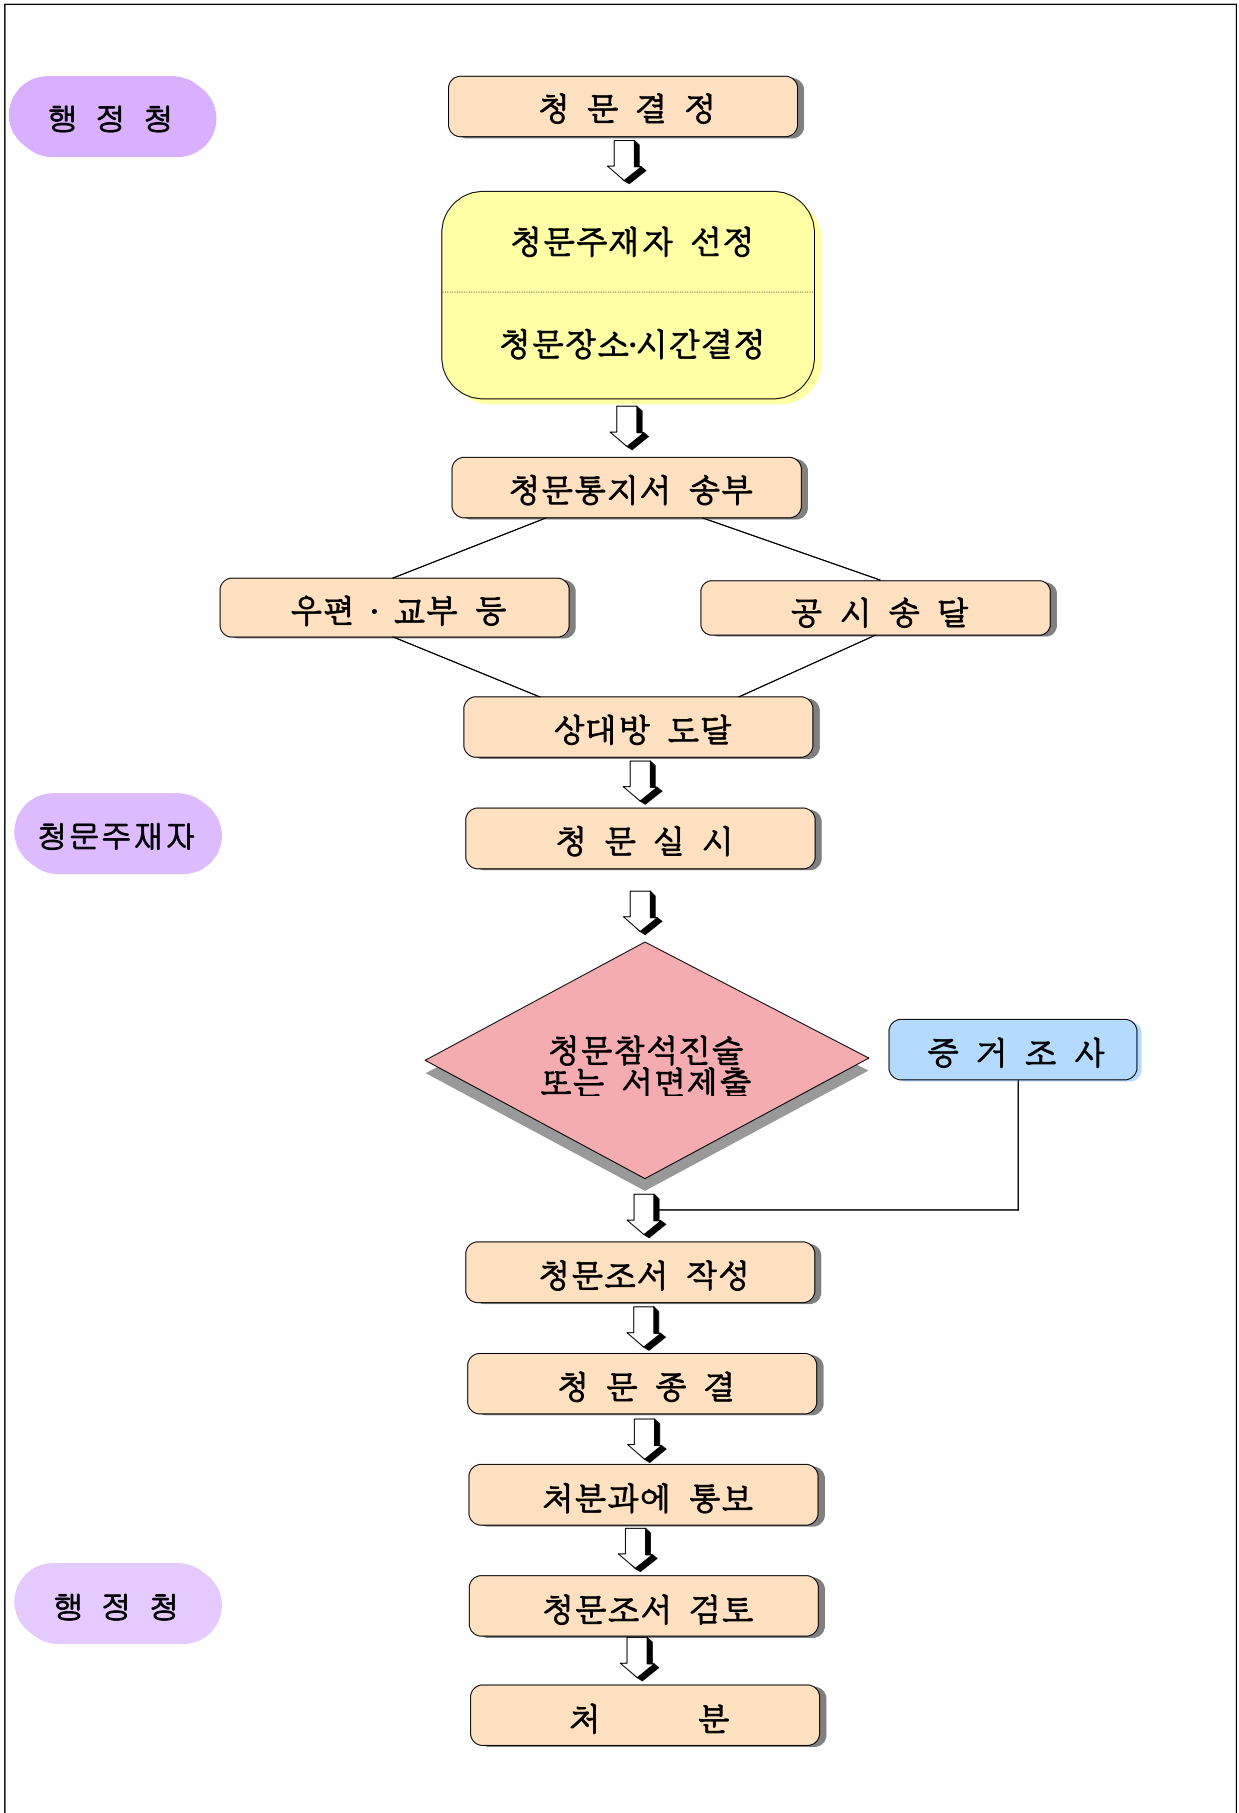 행 정 청
청 문 결 정
청문주재자 선정
청문장소·시간결정
청문통지서 송부
우편 · 교부 등
공 시 송 달
상대방 도달
청문주재자
청 문 실 시
청문참석진술
또는 서면제출
증 거 조 사
청문조서 작성
청 문 종 결
처분과에 통보
행 정 청
청문조서 검토
처 분